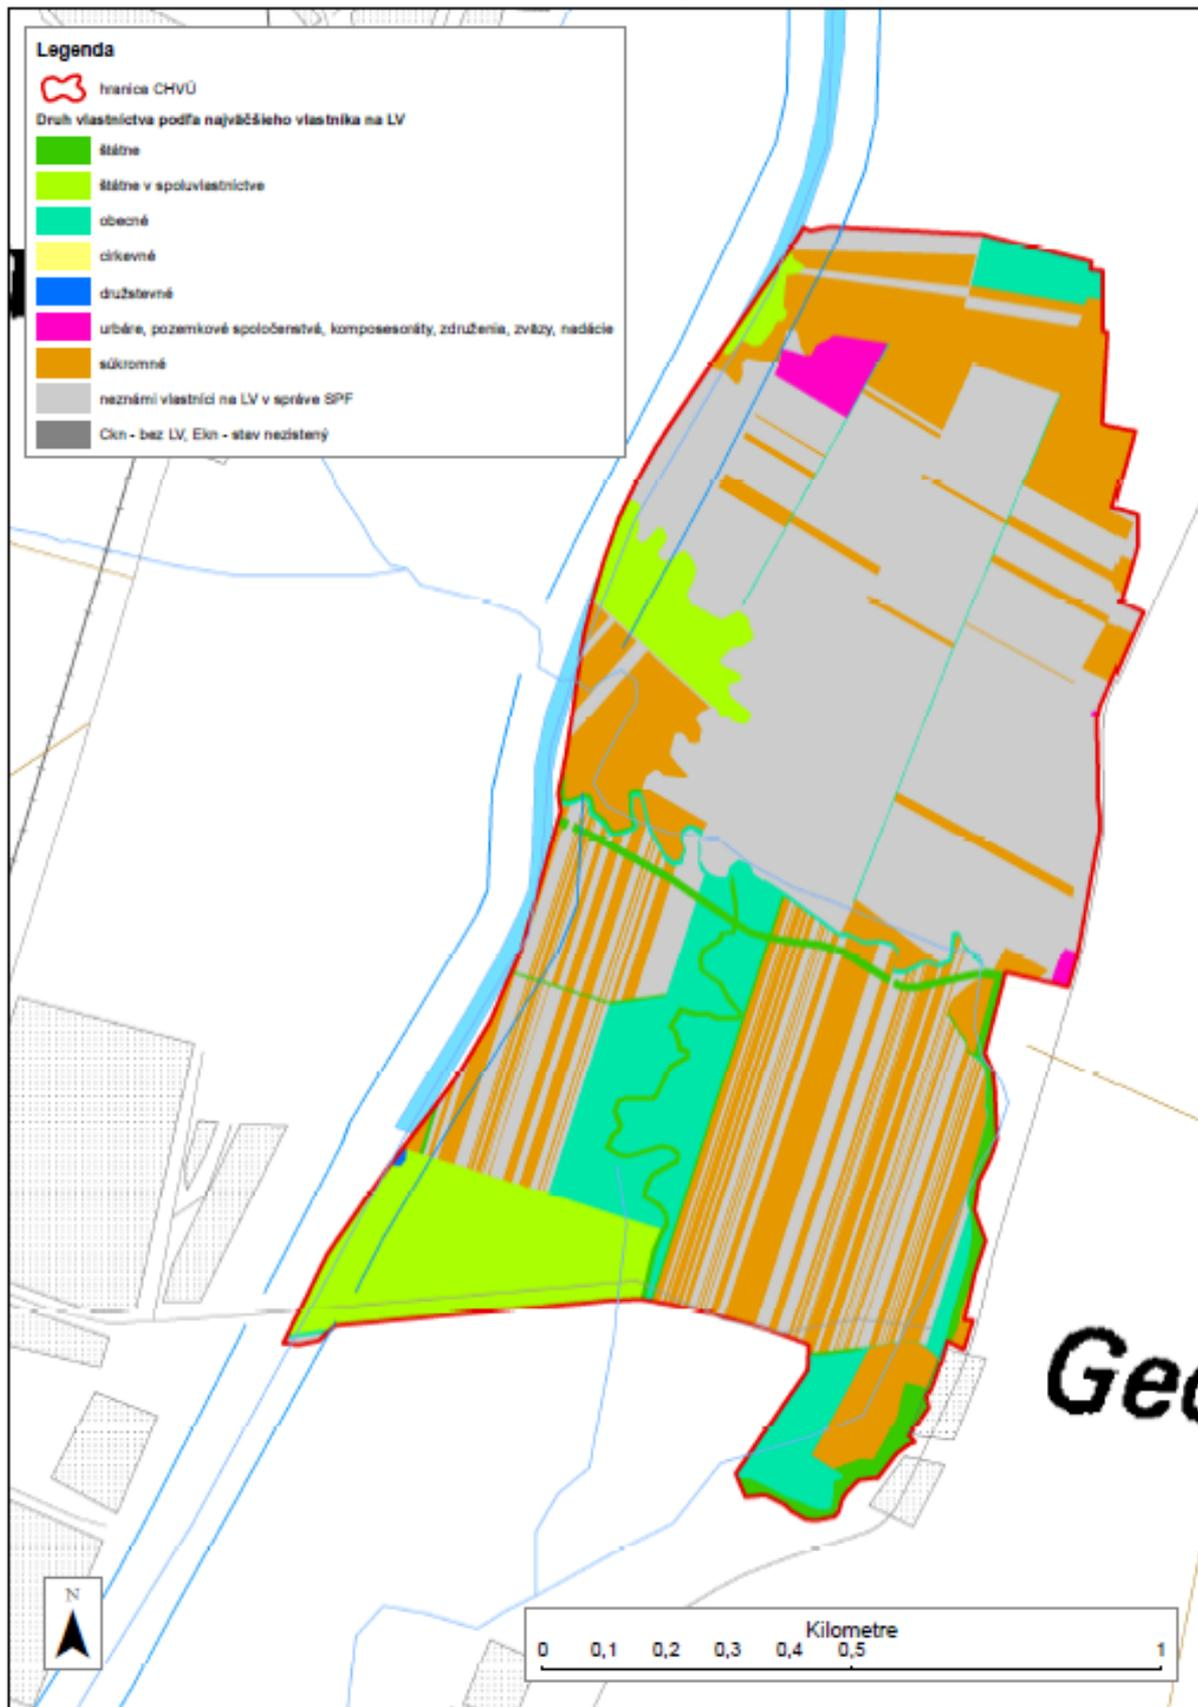 Legenda
hranica CHVÚ
Druh vlastníctva podľa najväčšieho vlastníka na LV
štátne
štátne v spoluvlastníctve
obecné
cirkevné
družstevné
urbáre, pozemkové spoločenstvá, komposesoráty, združenia, zväzy, nadácie
súkromné
neznámi vlastníci na LV v správe SPF
Ckn - bez LV, Ekn - stav nezistený
N
Kilometre
0 0,1 0,2 0,3 0,4 0,5 1